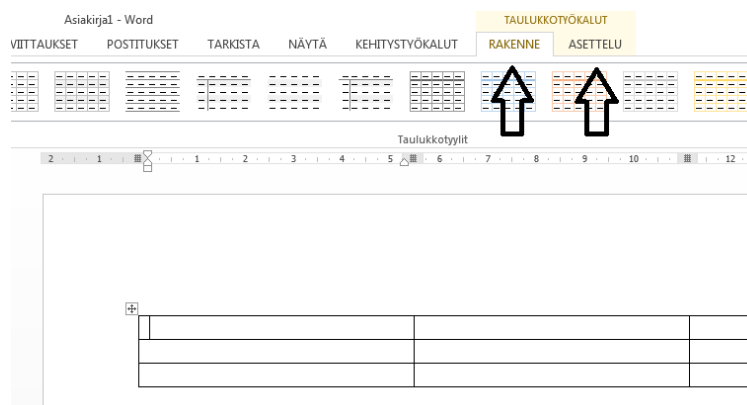 Asiakirja1 - Word
TAULUKKOTYÖKALUT
VIITTAUKSET POSTITUKSET TARKISTA NÄYTÄ KEHITYSTYÖKALUT RAKENNE ASETTELU
Taulukkotyylit
2 1 1 2 3 4 5 6 7 8 9 10 12